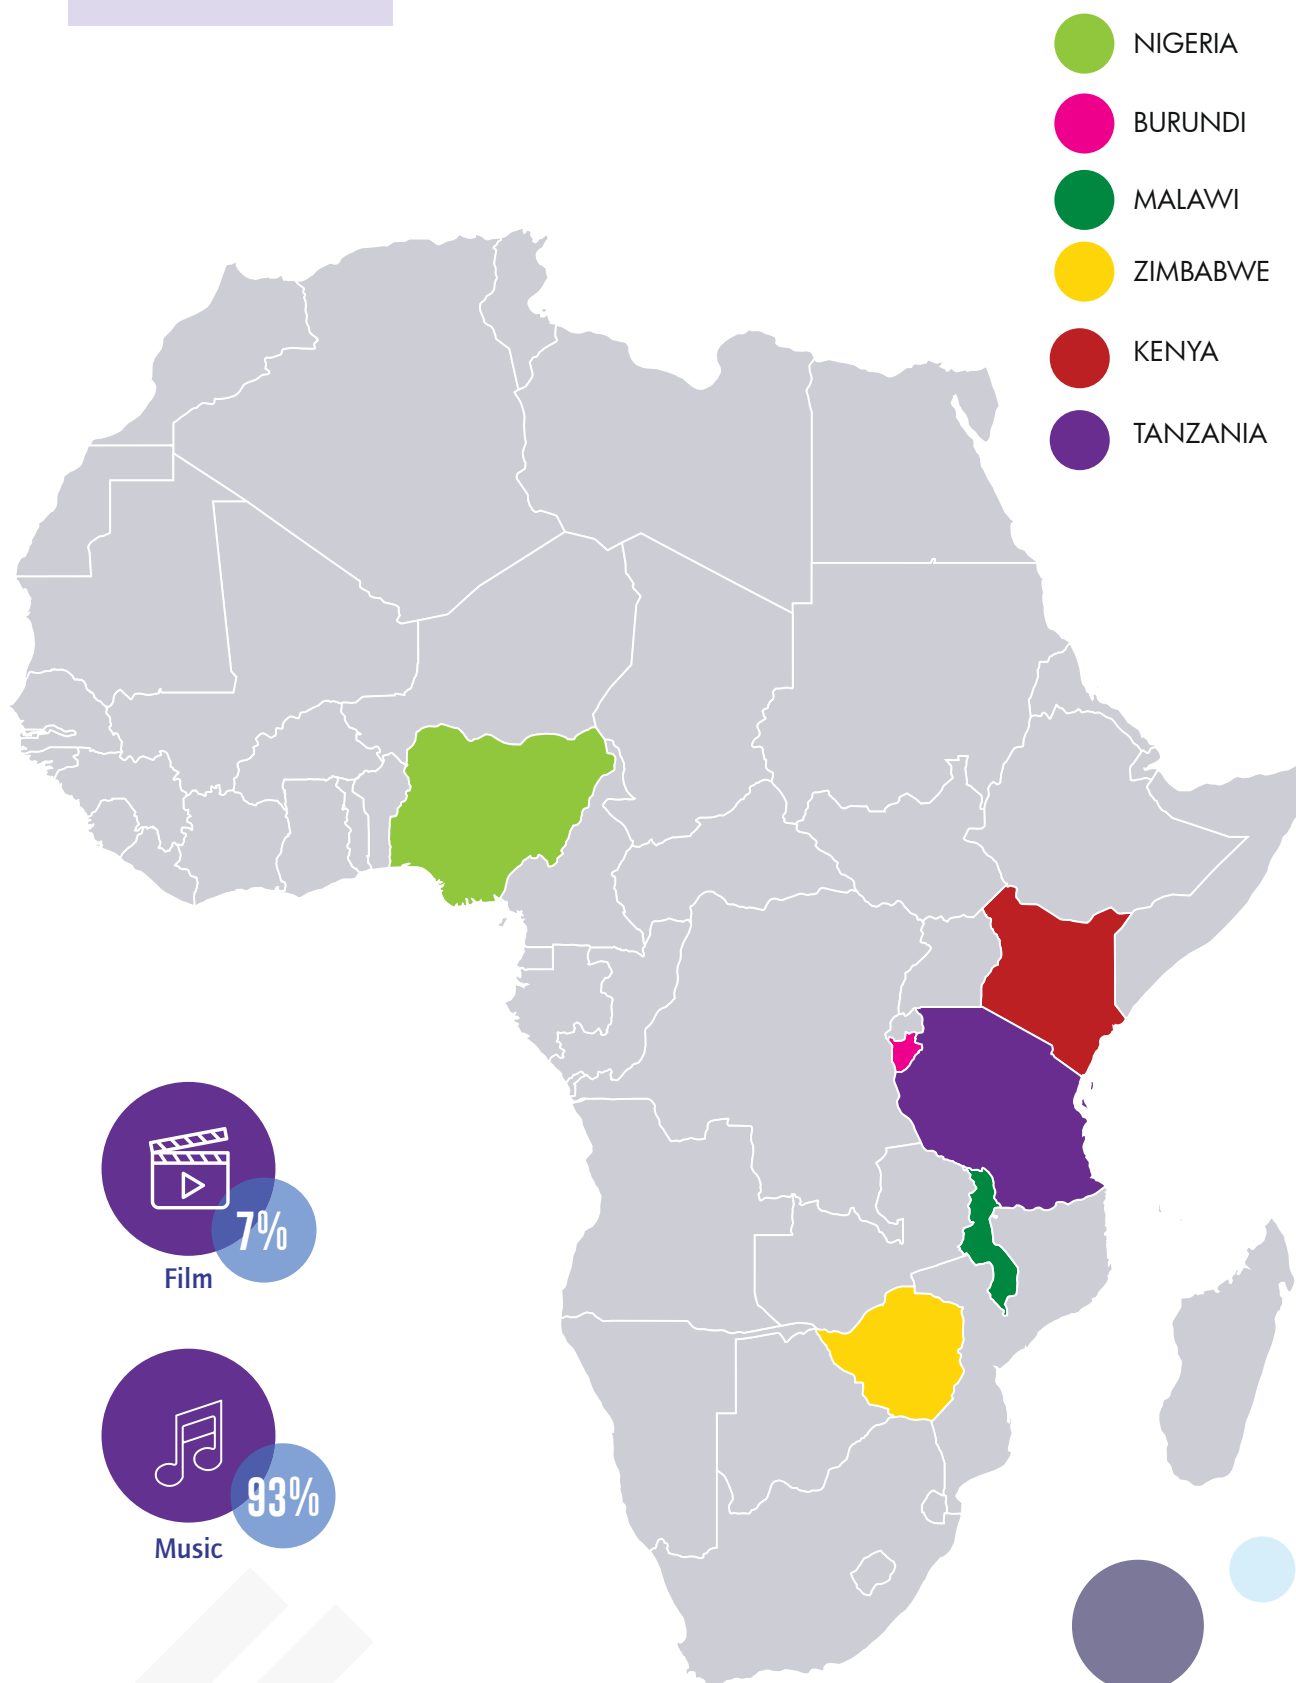 NIGERIA
BURUNDI
MALAWI
ZIMBABWE
KENYA
TANZANIA
7%
Film
93%
Music